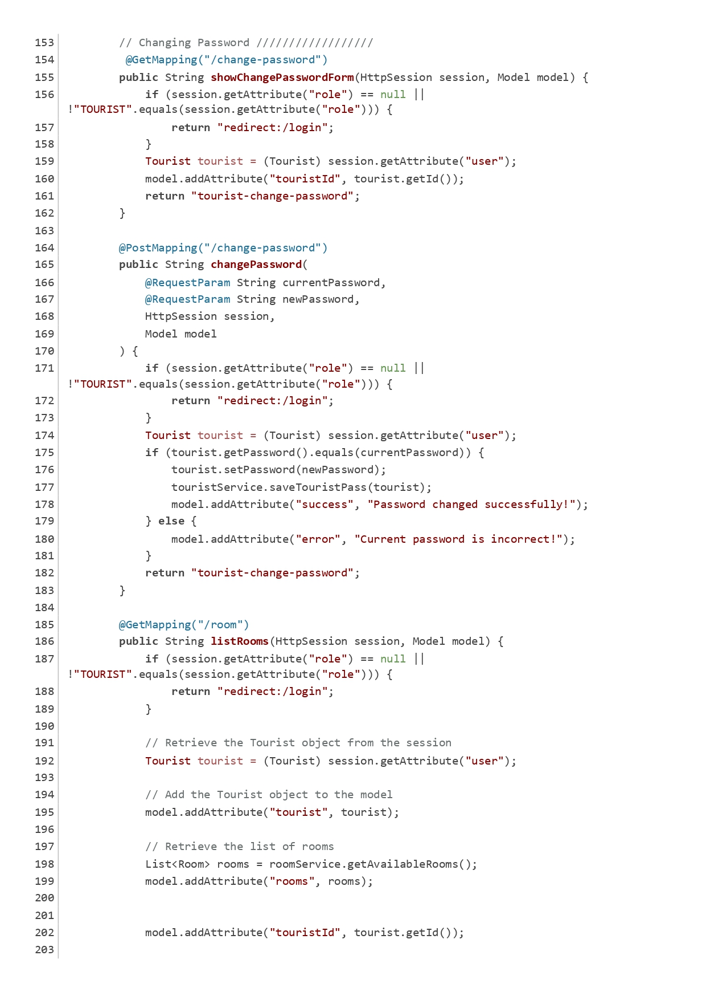 153 // Changing Password //////////////////
154 @GetMapping("/change-password")
155 public String showChangePasswordForm(HttpSession session, Model model) {
156 if (session.getAttribute("role") == null ||
!"TOURIST".equals(session.getAttribute("role"))) {
157 return "redirect:/login";
158 }
159 Tourist tourist = (Tourist) session.getAttribute("user");
160 model.addAttribute("touristId", tourist.getId());
161 return "tourist-change-password";
162 }
163
164 @PostMapping("/change-password")
165 public String changePassword(
166 @RequestParam String currentPassword,
167 @RequestParam String newPassword,
168 HttpSession session,
169 Model model
170 ) {
171 if (session.getAttribute("role") == null ||
!"TOURIST".equals(session.getAttribute("role"))) {
172 return "redirect:/login";
173 }
174 Tourist tourist = (Tourist) session.getAttribute("user");
175 if (tourist.getPassword().equals(currentPassword)) {
176 tourist.setPassword(newPassword);
177 touristService.saveTouristPass(tourist);
178 model.addAttribute("success", "Password changed successfully!");
179 } else {
180 model.addAttribute("error", "Current password is incorrect!");
181 }
182 return "tourist-change-password";
183 }
184
185 @GetMapping("/room")
186 public String listRooms(HttpSession session, Model model) {
187 if (session.getAttribute("role") == null ||
!"TOURIST".equals(session.getAttribute("role"))) {
188 return "redirect:/login";
189 }
190
191 // Retrieve the Tourist object from the session
192 Tourist tourist = (Tourist) session.getAttribute("user");
193
194 // Add the Tourist object to the model
195 model.addAttribute("tourist", tourist);
196
197 // Retrieve the list of rooms
198 List<Room> rooms = roomService.getAvailableRooms();
199 model.addAttribute("rooms", rooms);
200
201
202 model.addAttribute("touristId", tourist.getId());
203